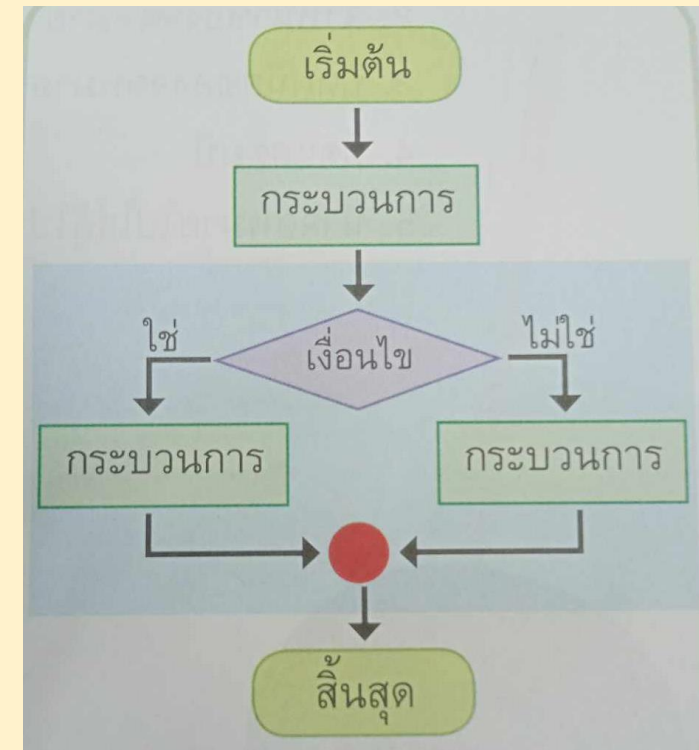 เริ่มต้น
กระบวนการ
ใช่
เงื่อนไข
ไม่ใช่
กระบวนการ
กระบวนการ
สิ้นสุด